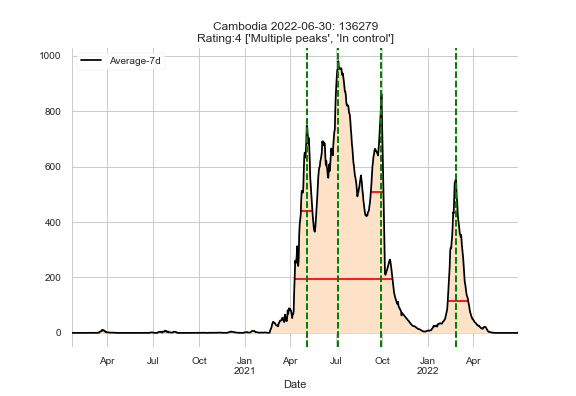 Cambodia 2022-06-30: 136279
Rating:4 ['Multiple peaks', 'In control']
Average-7d
1000
800
600
400
200
0
Apr Jul Oct Jan Apr Jul Oct Jan Apr
2021 2022
Date